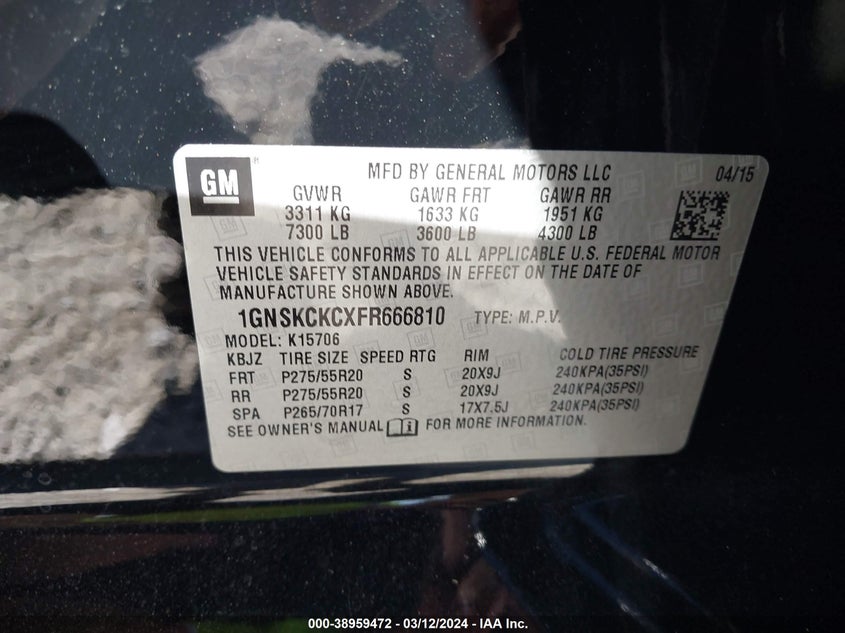 GM ®
MFD BY GENERAL MOTORS LLC 04/15
GVWR GAWR FRT GAWR RR
3311 KG 1633 KG 1951 KG
7300 LB 3600 LB 4300 LB
THIS VEHICLE CONFORMS TO ALL APPLICABLE U.S. FEDERAL MOTOR
VEHICLE SAFETY STANDARDS IN EFFECT ON THE DATE OF
MANUFACTURE SHOWN ABOVE.
1GNSKCKCXFR666810 TYPE: M.P.V.
MODEL: K15706
KBJZ TIRE SIZE SPEED RTG RIM COLD TIRE PRESSURE
FRT P275/55R20 S 20X9J 240KPA(35PSI)
RR P275/55R20 S 20X9J 240KPA(35PSI)
SPA P265/70R17 S 17X7.5J 240KPA(35PSI)
SEE OWNER'S MANUAL i FOR MORE INFORMATION.
000-38959472 - 03/12/2024 - IAA Inc.